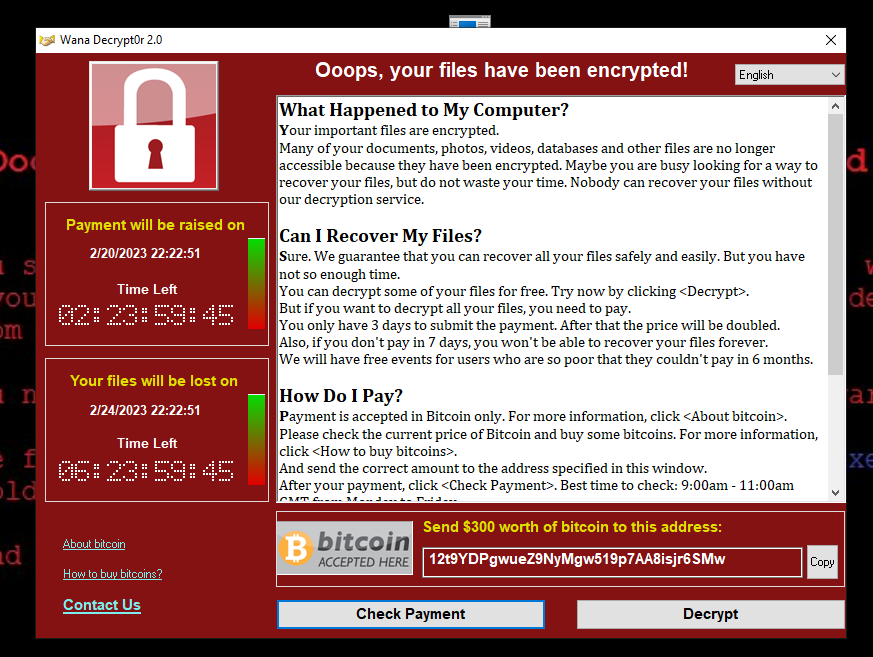 Wana Decrypt0r 2.0
Ooops, your files have been encrypted!
English
What Happened to My Computer?
Your important files are encrypted.
Many of your documents, photos, videos, databases and other files are no longer
accessible because they have been encrypted. Maybe you are busy looking for a way to
recover your files, but do not waste your time. Nobody can recover your files without
our decryption service.
Can I Recover My Files?
Sure. We guarantee that you can recover all your files safely and easily. But you have
not so enough time.
You can decrypt some of your files for free. Try now by clicking <Decrypt>.
But if you want to decrypt all your files, you need to pay.
You only have 3 days to submit the payment. After that the price will be doubled.
Also, if you don't pay in 7 days, you won't be able to recover your files forever.
We will have free events for users who are so poor that they couldn't pay in 6 months.
How Do I Pay?
Payment is accepted in Bitcoin only. For more information, click <About bitcoin>.
Please check the current price of Bitcoin and buy some bitcoins. For more information,
click <How to buy bitcoins>.
And send the correct amount to the address specified in this window.
After your payment, click <Check Payment>. Best time to check: 9:00am - 11:00am
GMT from Monday to Friday.
Payment will be raised on
2/20/2023 22:22:51
Time Left
02:23:59:45
Your files will be lost on
2/24/2023 22:22:51
Time Left
06:23:59:45
About bitcoin
How to buy bitcoins?
Contact Us
bitcoin
ACCEPTED HERE
Send $300 worth of bitcoin to this address:
12t9YDPgwueZ9NyMgw519p7AA8isjr6SMw
Copy
Check Payment
Decrypt